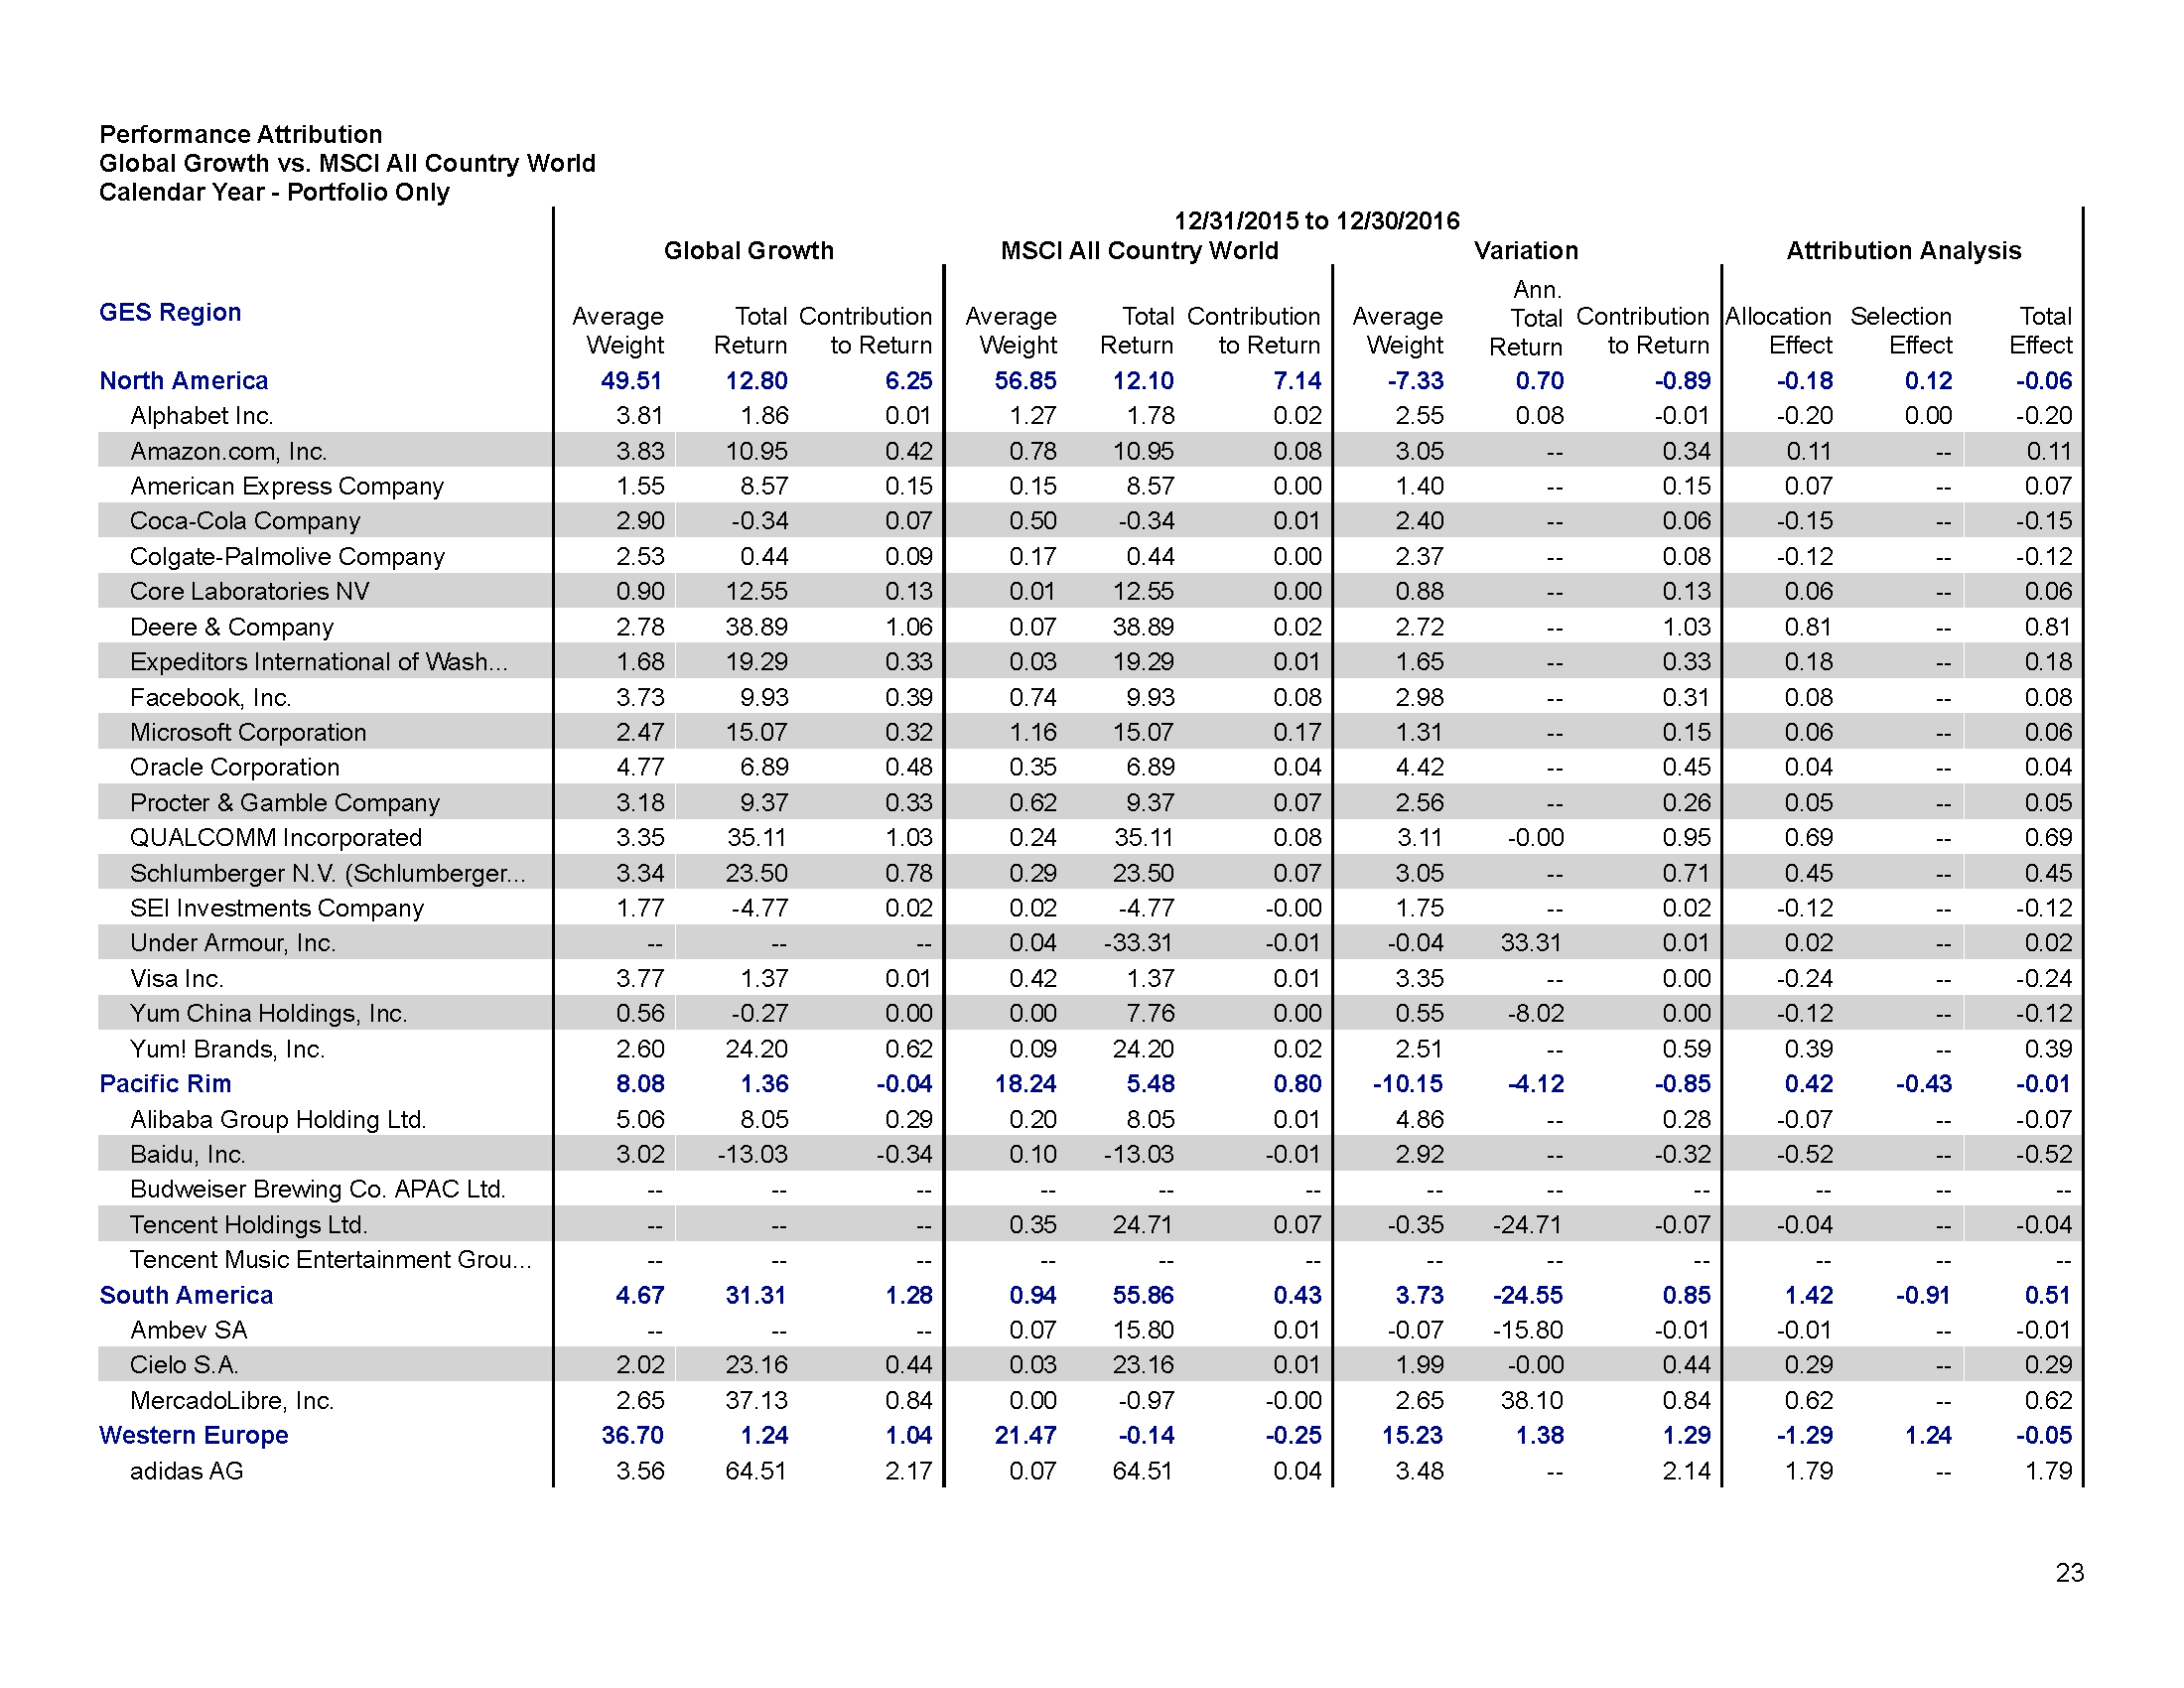 Performance Attribution
Global Growth vs. MSCI All Country World
Calendar Year - Portfolio Only
12/31/2015 to 12/30/2016
Global Growth MSCI All Country World Variation Attribution Analysis
GES Region Average Weight Total Return Contribution to Return Average Weight Total Return Contribution to Return Average Weight Ann. Total Return Contribution to Return Allocation Effect Selection Effect Total Effect
North America 49.51 12.80 6.25 56.85 12.10 7.14 -7.33 0.70 -0.89 -0.18 0.12 -0.06
Alphabet Inc. 3.81 1.86 0.01 1.27 1.78 0.02 2.55 0.08 -0.01 -0.20 0.00 -0.20
Amazon.com, Inc. 3.83 10.95 0.42 0.78 10.95 0.08 3.05 -- 0.34 0.11 -- 0.11
American Express Company 1.55 8.57 0.15 0.15 8.57 0.00 1.40 -- 0.15 0.07 -- 0.07
Coca-Cola Company 2.90 -0.34 0.07 0.50 -0.34 0.01 2.40 -- 0.06 -0.15 -- -0.15
Colgate-Palmolive Company 2.53 0.44 0.09 0.17 0.44 0.00 2.37 -- 0.08 -0.12 -- -0.12
Core Laboratories NV 0.90 12.55 0.13 0.01 12.55 0.00 0.88 -- 0.13 0.06 -- 0.06
Deere & Company 2.78 38.89 1.06 0.07 38.89 0.02 2.72 -- 1.03 0.81 -- 0.81
Expeditors International of Wash... 1.68 19.29 0.33 0.03 19.29 0.01 1.65 -- 0.33 0.18 -- 0.18
Facebook, Inc. 3.73 9.93 0.39 0.74 9.93 0.08 2.98 -- 0.31 0.08 -- 0.08
Microsoft Corporation 2.47 15.07 0.32 1.16 15.07 0.17 1.31 -- 0.15 0.06 -- 0.06
Oracle Corporation 4.77 6.89 0.48 0.35 6.89 0.04 4.42 -- 0.45 0.04 -- 0.04
Procter & Gamble Company 3.18 9.37 0.33 0.62 9.37 0.07 2.56 -- 0.26 0.05 -- 0.05
QUALCOMM Incorporated 3.35 35.11 1.03 0.24 35.11 0.08 3.11 -0.00 0.95 0.69 -- 0.69
Schlumberger N.V. (Schlumberger... 3.34 23.50 0.78 0.29 23.50 0.07 3.05 -- 0.71 0.45 -- 0.45
SEI Investments Company 1.77 -4.77 0.02 0.02 -4.77 -0.00 1.75 -- 0.02 -0.12 -- -0.12
Under Armour, Inc. -- -- -- 0.04 -33.31 -0.01 -0.04 33.31 0.01 0.02 -- 0.02
Visa Inc. 3.77 1.37 0.01 0.42 1.37 0.01 3.35 -- 0.00 -0.24 -- -0.24
Yum China Holdings, Inc. 0.56 -0.27 0.00 0.00 7.76 0.00 0.55 -8.02 0.00 -0.12 -- -0.12
Yum! Brands, Inc. 2.60 24.20 0.62 0.09 24.20 0.02 2.51 -- 0.59 0.39 -- 0.39
Pacific Rim 8.08 1.36 -0.04 18.24 5.48 0.80 -10.15 -4.12 -0.85 0.42 -0.43 -0.01
Alibaba Group Holding Ltd. 5.06 8.05 0.29 0.20 8.05 0.01 4.86 -- 0.28 -0.07 -- -0.07
Baidu, Inc. 3.02 -13.03 -0.34 0.10 -13.03 -0.01 2.92 -- -0.32 -0.52 -- -0.52
Budweiser Brewing Co. APAC Ltd. -- -- -- -- -- -- -- -- -- -- -- --
Tencent Holdings Ltd. -- -- -- 0.35 24.71 0.07 -0.35 -24.71 -0.07 -0.04 -- -0.04
Tencent Music Entertainment Grou... -- -- -- -- -- -- -- -- -- -- -- --
South America 4.67 31.31 1.28 0.94 55.86 0.43 3.73 -24.55 0.85 1.42 -0.91 0.51
Ambev SA -- -- -- 0.07 15.80 0.01 -0.07 -15.80 -0.01 -0.01 -- -0.01
Cielo S.A. 2.02 23.16 0.44 0.03 23.16 0.01 1.99 -0.00 0.44 0.29 -- 0.29
MercadoLibre, Inc. 2.65 37.13 0.84 0.00 -0.97 -0.00 2.65 38.10 0.84 0.62 -- 0.62
Western Europe 36.70 1.24 1.04 21.47 -0.14 -0.25 15.23 1.38 1.29 -1.29 1.24 -0.05
adidas AG 3.56 64.51 2.17 0.07 64.51 0.04 3.48 -- 2.14 1.79 -- 1.79
23